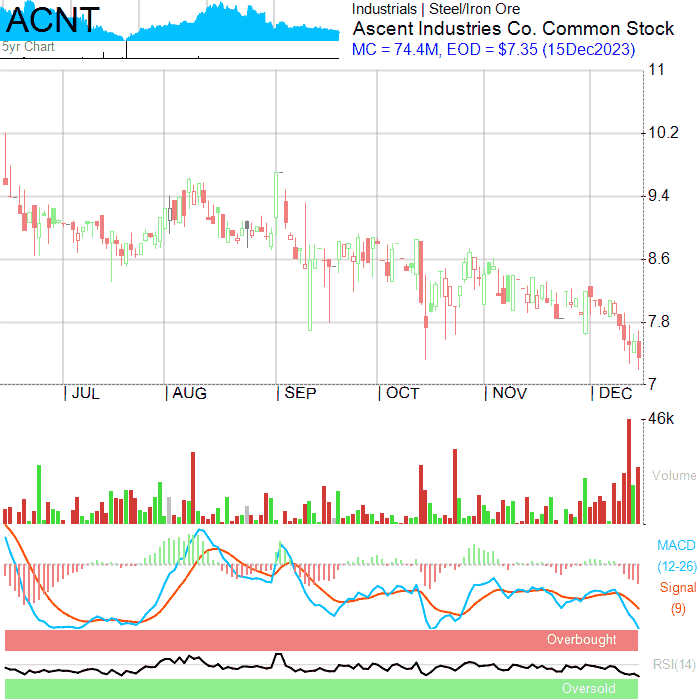 ACNT
5yr Chart
Industrials | Steel/Iron Ore
Ascent Industries Co. Common Stock
MC = 74.4M, EOD = $7.35 (15Dec2023)
11
10.2
9.4
8.6
7.8
7
JUL AUG SEP OCT NOV DEC
46k
Volume
MACD
(12-26)
Signal
(9)
Overbought
RSI(14)
Oversold